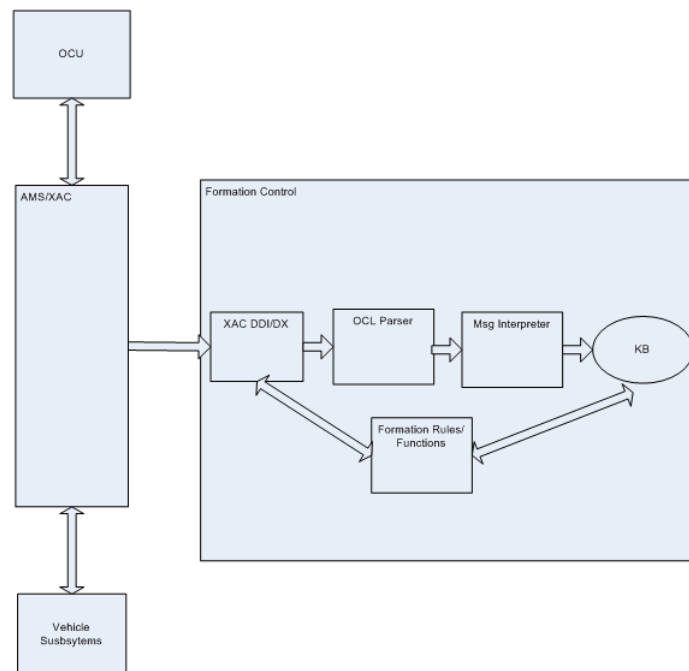 OCU
AMS/XAC
Formation Control
XAC DDI/DX
OCL Parser
Msg Interpreter
KB
Formation Rules/
Functions
Vehicle
Susbsytems